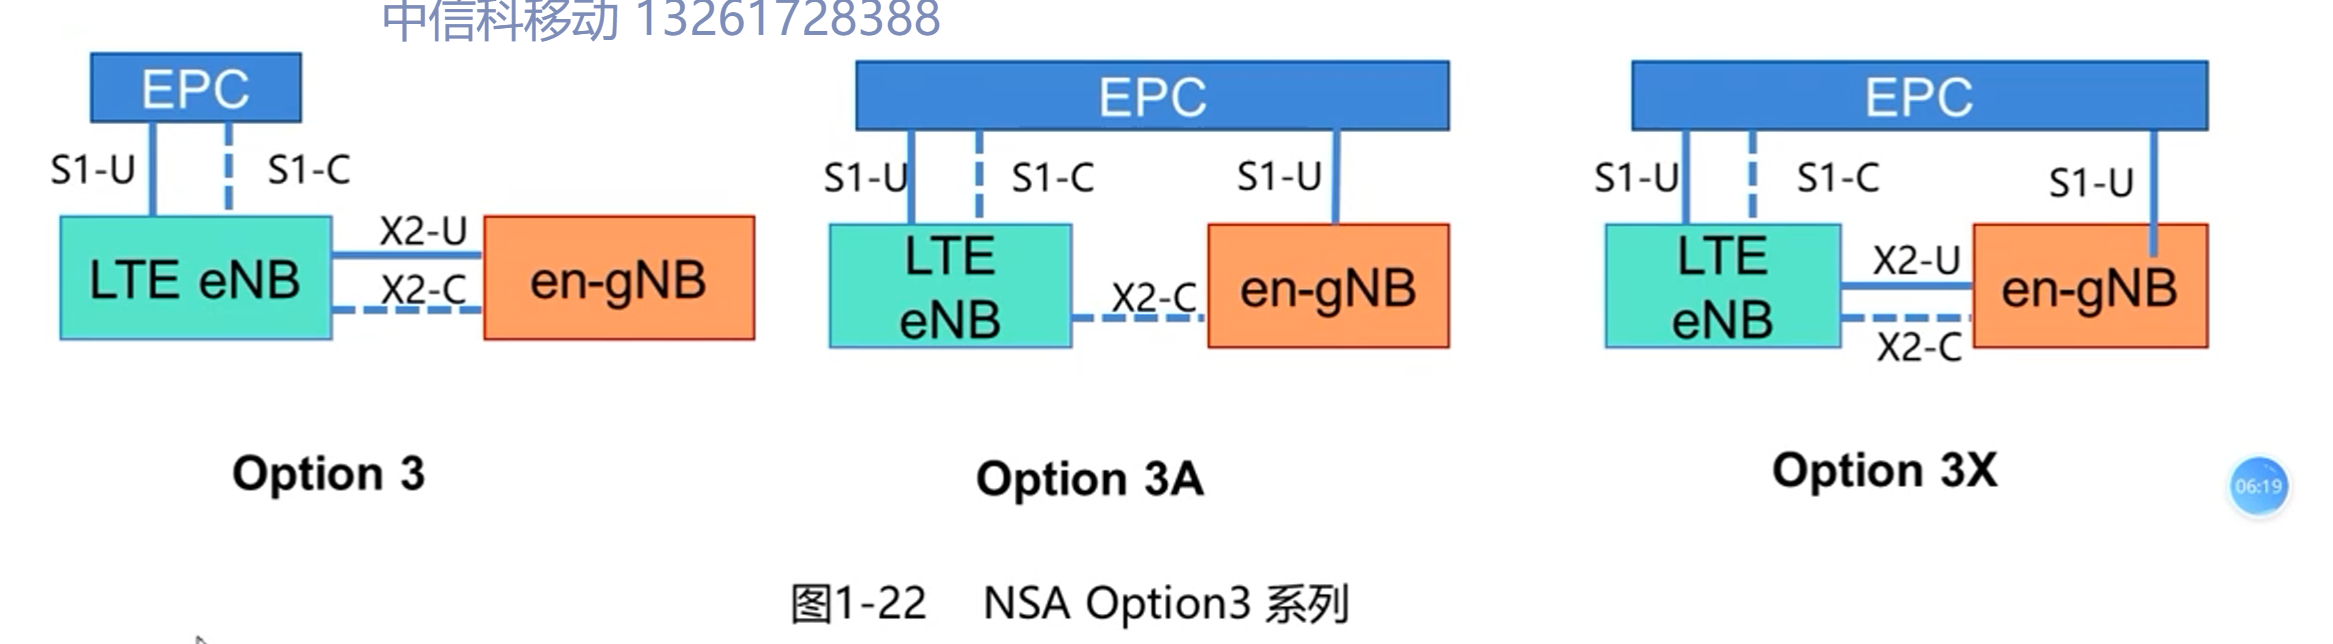 中信科移动 13261728388
EPC
S1-U
S1-C
LTE eNB
X2-U
X2-C
en-gNB
Option 3
EPC
S1-U
S1-C
S1-U
LTE
eNB
X2-C
en-gNB
Option 3A
EPC
S1-U
S1-C
S1-U
LTE
eNB
X2-U
X2-C
en-gNB
Option 3X
06:19
图1-22 NSA Option3 系列